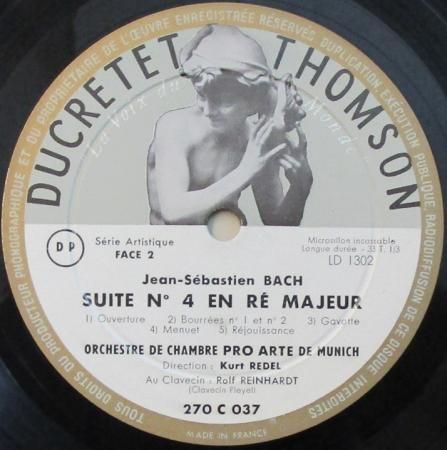 TOUS DROITS DU PRODUCTEUR PHONOGRAPHIQUE ET DU PROPRIÉTAIRE DE L'ŒUVRE ENREGISTRÉE RÉSERVÉS DUPLICATION EXÉCUTION PUBLIQUE, RADIODIFFUSION DE CE DISQUE INTERDITES
DUCRETET THOMSON
La Voix du Monde
DP
Série Artistique
FACE 2
Microsillon incassable
Longue durée - 33 T. 1/3
LD 1302
Jean-Sébastien BACH
SUITE N° 4 EN RÉ MAJEUR
1) Ouverture 2) Bourrées n° 1 et n° 2 3) Gavotte
4) Menuet 5) Réjouissance
ORCHESTRE DE CHAMBRE PRO ARTE DE MUNICH
Direction : Kurt REDEL
Au Clavecin : Rolf REINHARDT
(Clavecin Pleyel)
270 C 037
MADE IN FRANCE